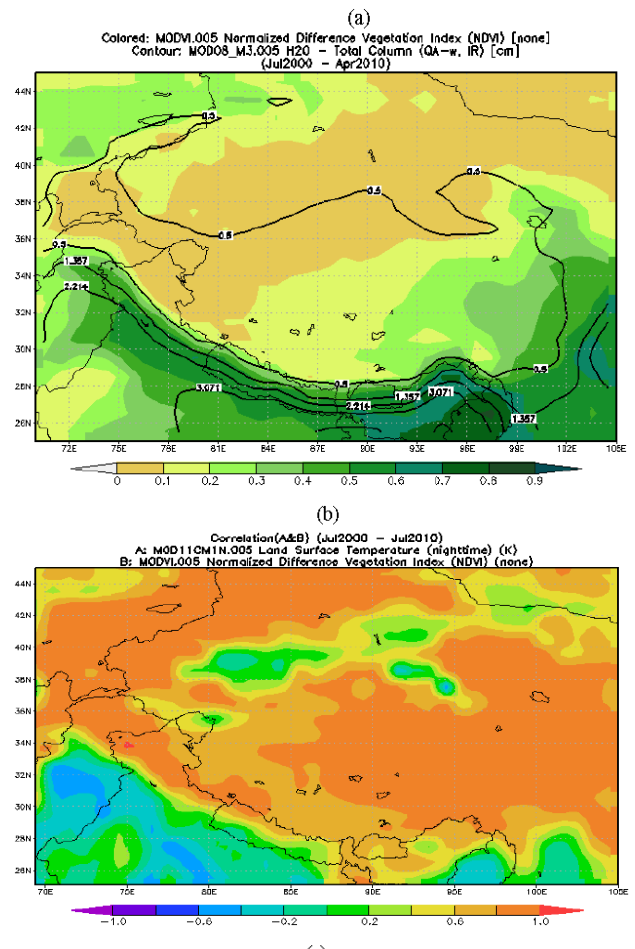 (a)
Colored: MODVI.005 Normalized Difference Vegetation Index (NDVI) [none]
Contour: MOD08_M3.005 H2O - Total Column (QA-w, IR) [cm]
(Jul2000 - Apr2010)
44N
42N
40N
38N
36N
34N
32N
30N
28N
26N
0.5
0.5
0.5
0.5
0.5
1.357
2.214
0.5
0.5
3.071
2.214
1.357
3.071
1.357
72E 75E 78E 81E 84E 87E 90E 93E 96E 99E 102E 105E
0 0.1 0.2 0.3 0.4 0.5 0.6 0.7 0.8 0.9
(b)
Correlation(A&B) (Jul2000 - Jul2010)
A: MOD11CM1N.005 Land Surface Temperature (nighttime) (K)
B: MODVI.005 Normalized Difference Vegetation Index (NDVI) (none)
44N
42N
40N
38N
36N
34N
32N
30N
28N
26N
70E 75E 80E 85E 90E 95E 100E 105E
-1.0 -0.6 -0.2 0.2 0.6 1.0